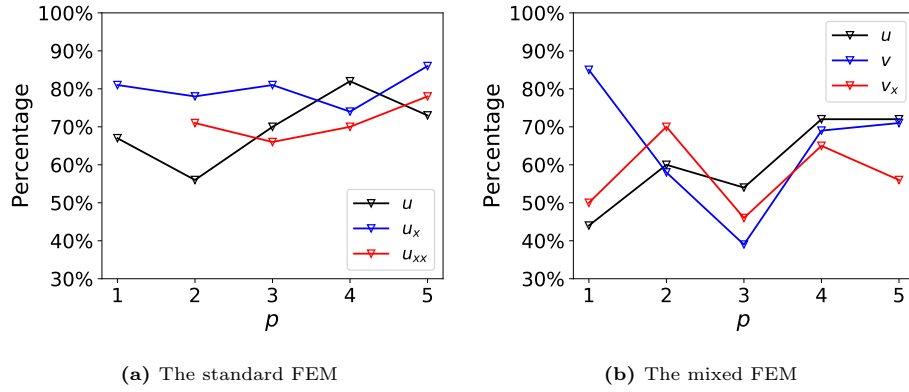 100%
90%
80%
70%
60%
50%
40%
30%
Percentage
1 2 3 4 5
p
u
u_x
u_xx
(a) The standard FEM
100%
90%
80%
70%
60%
50%
40%
30%
Percentage
1 2 3 4 5
p
u
v
v_x
(b) The mixed FEM